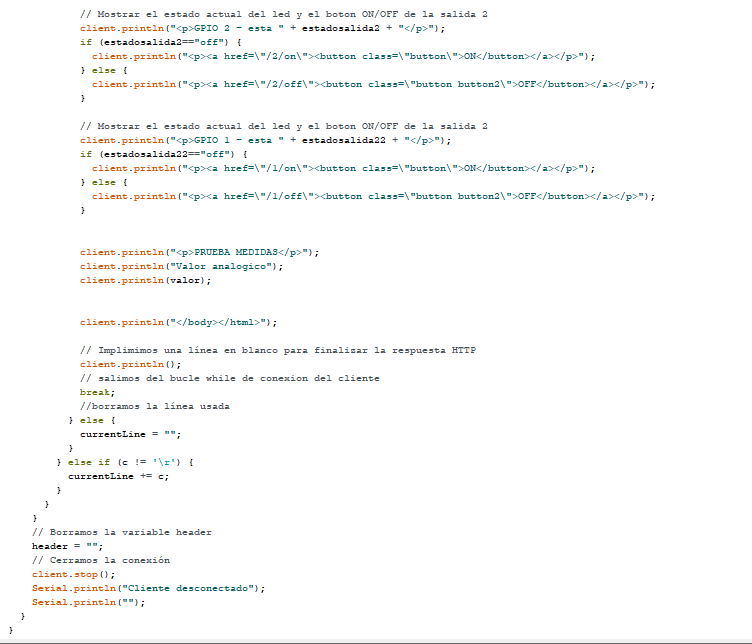 // Mostrar el estado actual del led y el boton ON/OFF de la salida 2
client.println("<p>GPIO 2 - esta " + estadosalida2 + "</p>");
if (estadosalida2=="off") {
client.println("<p><a href=\"/2/on\"><button class=\"button\">ON</button></a></p>");
} else {
client.println("<p><a href=\"/2/off\"><button class=\"button button2\">OFF</button></a></p>");
}
// Mostrar el estado actual del led y el boton ON/OFF de la salida 2
client.println("<p>GPIO 1 - esta " + estadosalida22 + "</p>");
if (estadosalida22=="off") {
client.println("<p><a href=\"/1/on\"><button class=\"button\">ON</button></a></p>");
} else {
client.println("<p><a href=\"/1/off\"><button class=\"button button2\">OFF</button></a></p>");
}
client.println("<p>PRUEBA MEDIDAS</p>");
client.println("Valor analogico");
client.println(valor);
client.println("</body></html>");
// Implimimos una línea en blanco para finalizar la respuesta HTTP
client.println();
// salimos del bucle while de conexion del cliente
break;
//borramos la línea usada
} else {
currentLine = "";
}
} else if (c != '\r') {
currentLine += c;
}
}
}
// Borramos la variable header
header = "";
// Cerramos la conexión
client.stop();
Serial.println("Cliente desconectado");
Serial.println("");
}
}